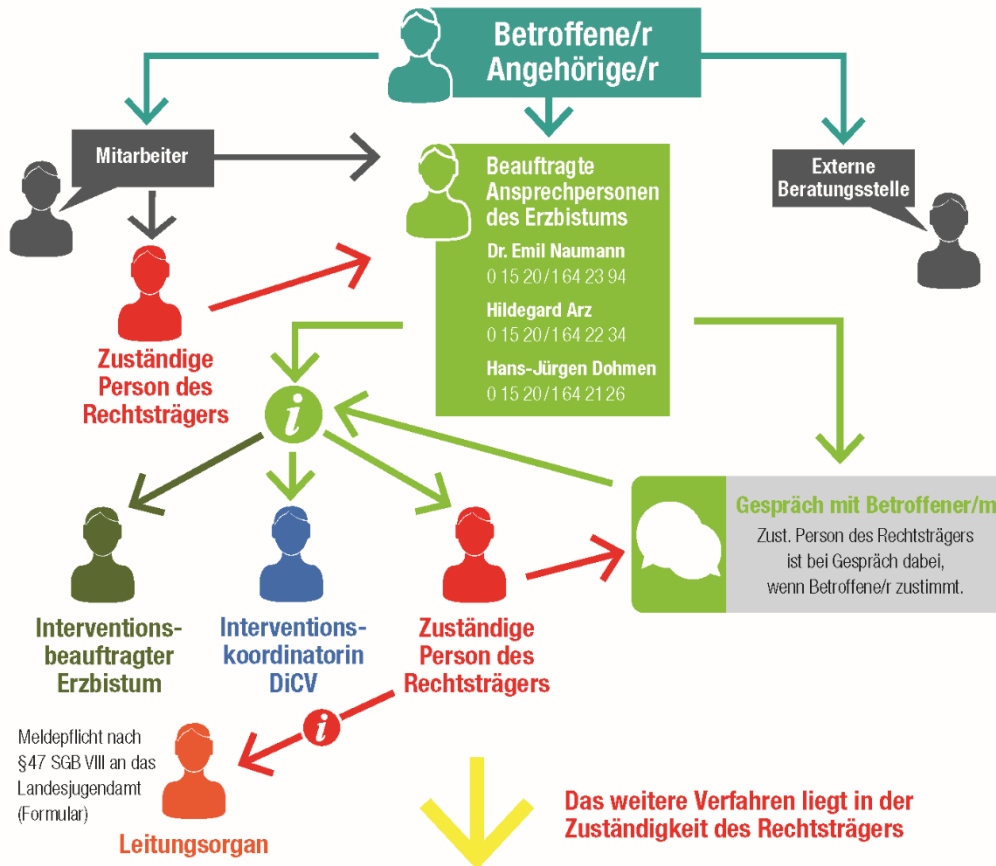 Betroffene/r
Angehörige/r
Mitarbeiter
Beauftragte
Ansprechpersonen
des Erzbistums
Dr. Emil Naumann
0 15 20/1 64 23 94
Hildegard Arz
0 15 20/1 64 22 34
Hans-Jürgen Dohmen
0 15 20/1 64 21 26
Externe
Beratungsstelle
Zuständige
Person des
Rechtsträgers
i
Gespräch mit Betroffener/m
Zust. Person des Rechtsträgers
ist bei Gespräch dabei,
wenn Betroffene/r zustimmt.
Interventions-
beauftragter
Erzbistum
Interventions-
koordinatorin
DiCV
Zuständige
Person des
Rechtsträgers
i
Meldepflicht nach
§47 SGB VIII an das
Landesjugendamt
(Formular)
Leitungsorgan
Das weitere Verfahren liegt in der
Zuständigkeit des Rechtsträgers